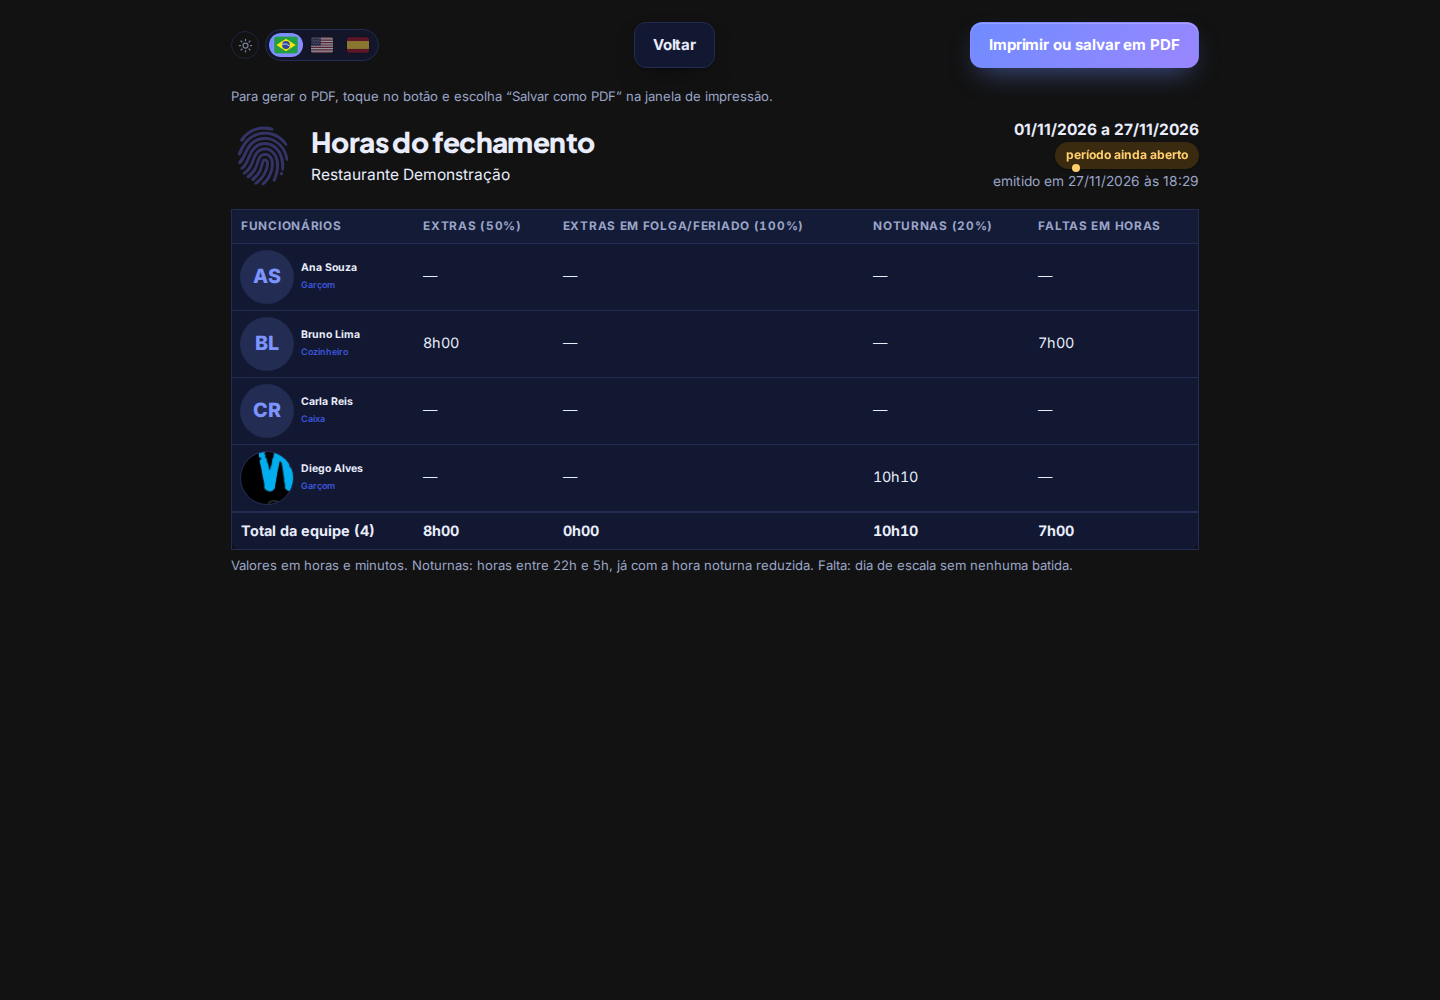 Voltar
Imprimir ou salvar em PDF
Para gerar o PDF, toque no botão e escolha “Salvar como PDF” na janela de impressão.
Horas do fechamento
Restaurante Demonstração
01/11/2026 a 27/11/2026
período ainda aberto
emitido em 27/11/2026 às 18:29
FUNCIONÁRIOS EXTRAS (50%) EXTRAS EM FOLGA/FERIADO (100%) NOTURNAS (20%) FALTAS EM HORAS
AS Ana Souza — — — —
Garçom
BL Bruno Lima 8h00 — — 7h00
Cozinheiro
CR Carla Reis — — — —
Caixa
Diego Alves — — 10h10 —
Garçom
Total da equipe (4) 8h00 0h00 10h10 7h00
Valores em horas e minutos. Noturnas: horas entre 22h e 5h, já com a hora noturna reduzida. Falta: dia de escala sem nenhuma batida.